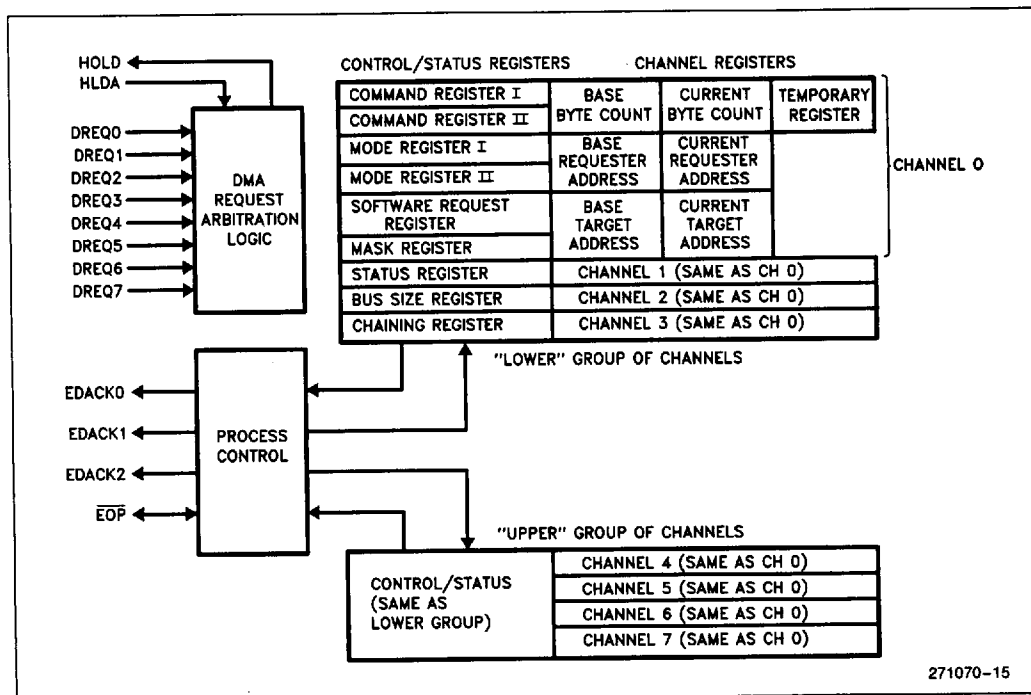 HOLD
HLDA
DREQ0
DREQ1
DREQ2
DREQ3
DREQ4
DREQ5
DREQ6
DREQ7
DMA
REQUEST
ARBITRATION
LOGIC
CONTROL/STATUS REGISTERS
CHANNEL REGISTERS
COMMAND REGISTER I
COMMAND REGISTER II
MODE REGISTER I
MODE REGISTER II
SOFTWARE REQUEST
REGISTER
MASK REGISTER
STATUS REGISTER
BUS SIZE REGISTER
CHAINING REGISTER
BASE
BYTE COUNT
CURRENT
BYTE COUNT
TEMPORARY
REGISTER
BASE
REQUESTER
ADDRESS
CURRENT
REQUESTER
ADDRESS
BASE
TARGET
ADDRESS
CURRENT
TARGET
ADDRESS
CHANNEL 0
CHANNEL 1 (SAME AS CH 0)
CHANNEL 2 (SAME AS CH 0)
CHANNEL 3 (SAME AS CH 0)
"LOWER" GROUP OF CHANNELS
EDACK0
EDACK1
EDACK2
EOP
PROCESS
CONTROL
"UPPER" GROUP OF CHANNELS
CONTROL/STATUS
(SAME AS
LOWER GROUP)
CHANNEL 4 (SAME AS CH 0)
CHANNEL 5 (SAME AS CH 0)
CHANNEL 6 (SAME AS CH 0)
CHANNEL 7 (SAME AS CH 0)
271070-15